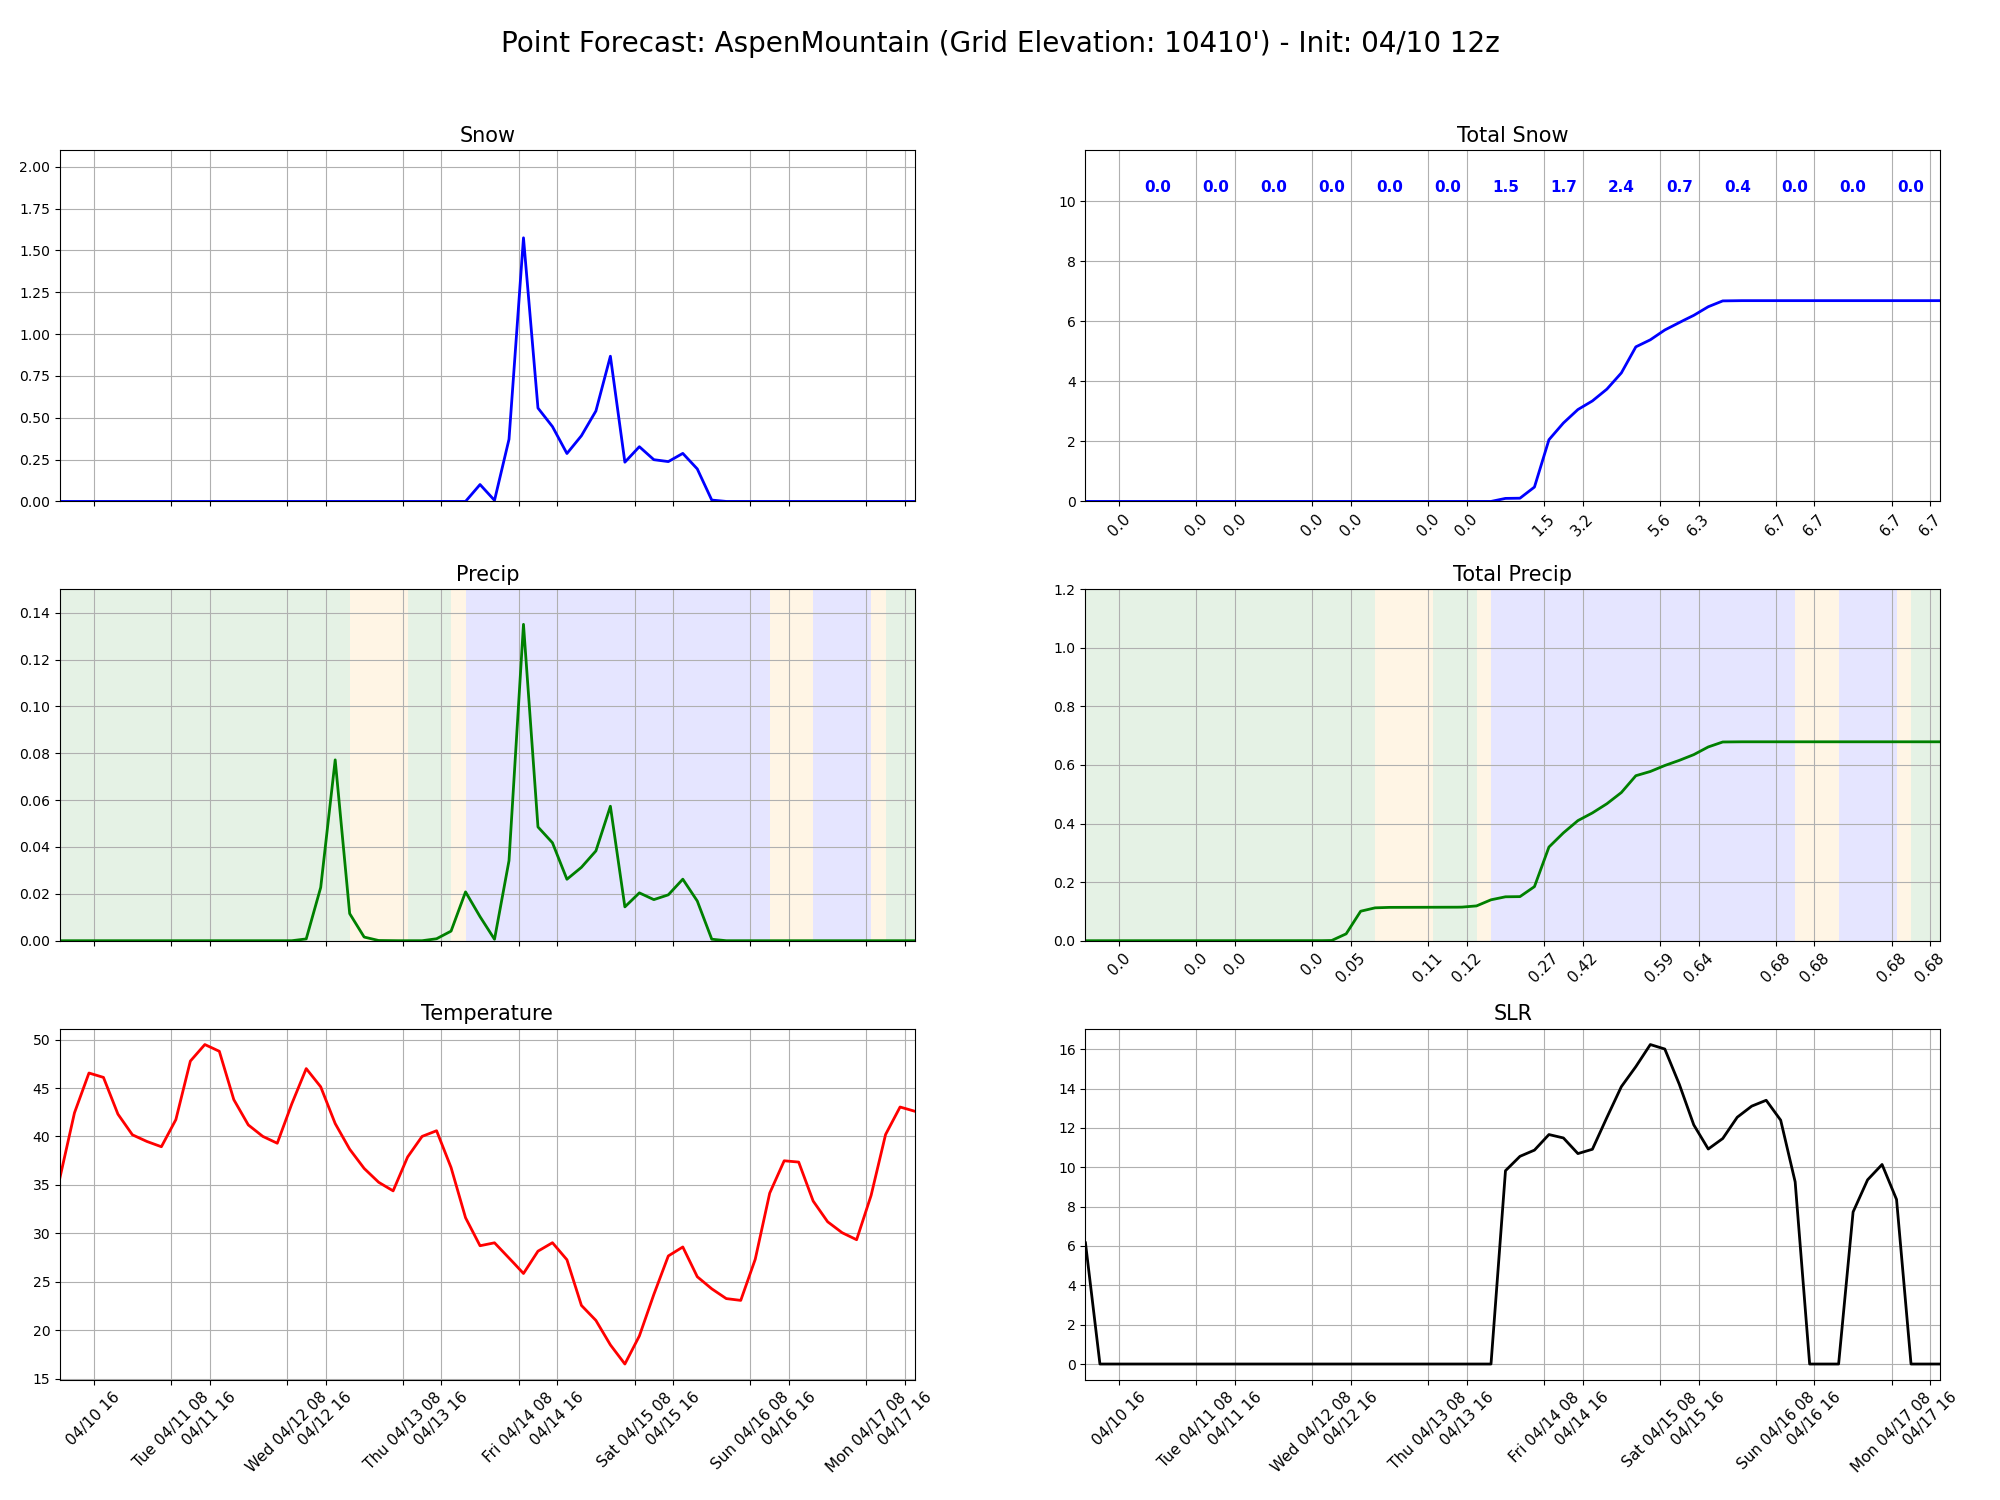 Point Forecast: AspenMountain (Grid Elevation: 10410') - Init: 04/10 12z
Snow
2.00
1.75
1.50
1.25
1.00
0.75
0.50
0.25
0.00
Total Snow
0.0 0.0 0.0 0.0 0.0 0.0 1.5 1.7 2.4 0.7 0.4 0.0 0.0 0.0
10
8
6
4
2
0
0.0 0.0 0.0 0.0 0.0 0.0 0.0 1.5 3.2 5.6 6.3 6.7 6.7 6.7 6.7
Precip
0.14
0.12
0.10
0.08
0.06
0.04
0.02
0.00
Total Precip
1.2
1.0
0.8
0.6
0.4
0.2
0.0
0.0 0.0 0.0 0.0 0.05 0.11 0.12 0.27 0.42 0.59 0.64 0.68 0.68 0.68 0.68
Temperature
50
45
40
35
30
25
20
15
04/10 16
Tue 04/11 08
04/11 16
Wed 04/12 08
04/12 16
Thu 04/13 08
04/13 16
Fri 04/14 08
04/14 16
Sat 04/15 08
04/15 16
Sun 04/16 08
04/16 16
Mon 04/17 08
04/17 16
SLR
16
14
12
10
8
6
4
2
0
04/10 16
Tue 04/11 08
04/11 16
Wed 04/12 08
04/12 16
Thu 04/13 08
04/13 16
Fri 04/14 08
04/14 16
Sat 04/15 08
04/15 16
Sun 04/16 08
04/16 16
Mon 04/17 08
04/17 16